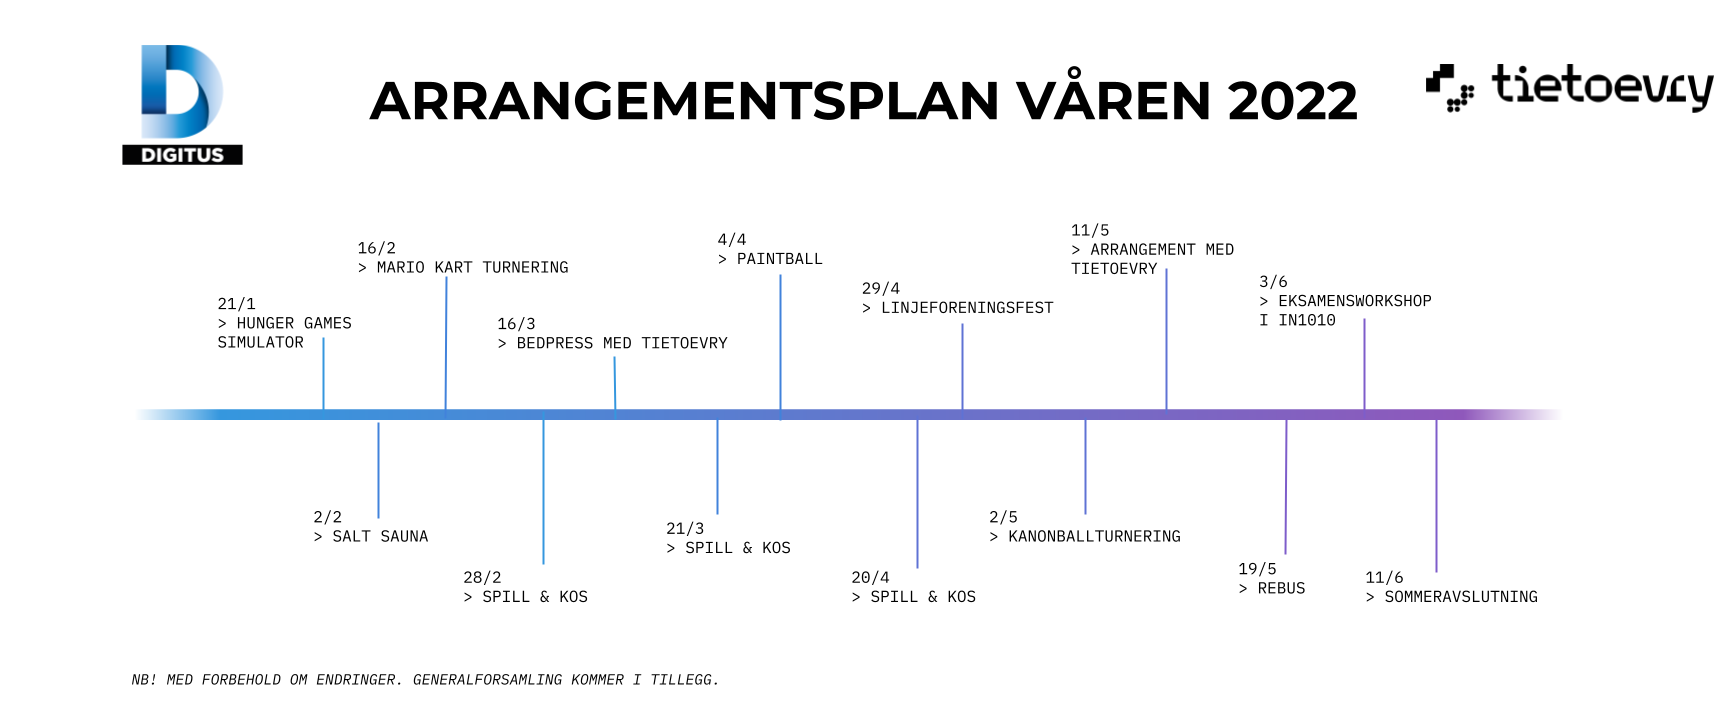 DIGITUS
ARRANGEMENTSPLAN VÅREN 2022
tietoevry
21/1
> HUNGER GAMES
SIMULATOR
2/2
> SALT SAUNA
16/2
> MARIO KART TURNERING
28/2
> SPILL & KOS
16/3
> BEDPRESS MED TIETOEVRY
21/3
> SPILL & KOS
4/4
> PAINTBALL
20/4
> SPILL & KOS
29/4
> LINJEFORENINGSFEST
2/5
> KANONBALLTURNERING
11/5
> ARRANGEMENT MED
TIETOEVRY
19/5
> REBUS
3/6
> EKSAMENSWORKSHOP
I IN1010
11/6
> SOMMERAVSLUTNING
NB! MED FORBEHOLD OM ENDRINGER. GENERALFORSAMLING KOMMER I TILLEGG.